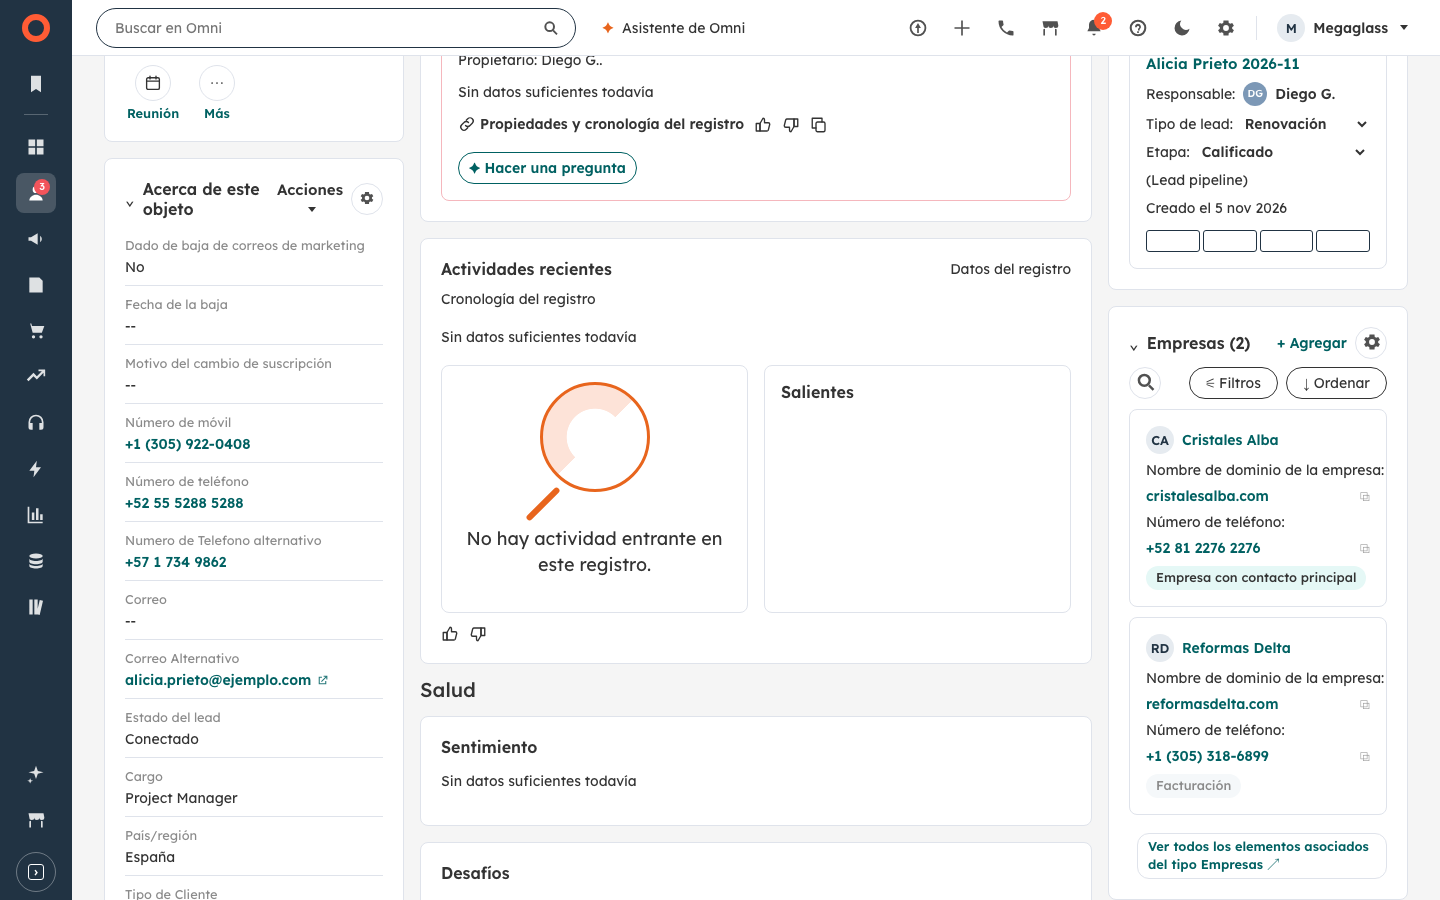 Buscar en Omni
Asistente de Omni
2
M
Megaglass
3
Reunión
Más
Acerca de este objeto
Acciones
Dado de baja de correos de marketing
No
Fecha de la baja
--
Motivo del cambio de suscripción
--
Número de móvil
+1 (305) 922-0408
Número de teléfono
+52 55 5288 5288
Numero de Telefono alternativo
+57 1 734 9862
Correo
--
Correo Alternativo
alicia.prieto@ejemplo.com
Estado del lead
Conectado
Cargo
Project Manager
País/región
España
Tipo de Cliente
Propietario: Diego G..
Sin datos suficientes todavía
Propiedades y cronología del registro
Hacer una pregunta
Actividades recientes
Datos del registro
Cronología del registro
Sin datos suficientes todavía
No hay actividad entrante en
este registro.
Salientes
Salud
Sentimiento
Sin datos suficientes todavía
Desafíos
Alicia Prieto 2026-11
Responsable: DG Diego G.
Tipo de lead: Renovación
Etapa: Calificado
(Lead pipeline)
Creado el 5 nov 2026
Empresas (2)
+ Agregar
Filtros
Ordenar
CA
Cristales Alba
Nombre de dominio de la empresa:
cristalesalba.com
Número de teléfono:
+52 81 2276 2276
Empresa con contacto principal
RD
Reformas Delta
Nombre de dominio de la empresa:
reformasdelta.com
Número de teléfono:
+1 (305) 318-6899
Facturación
Ver todos los elementos asociados
del tipo Empresas